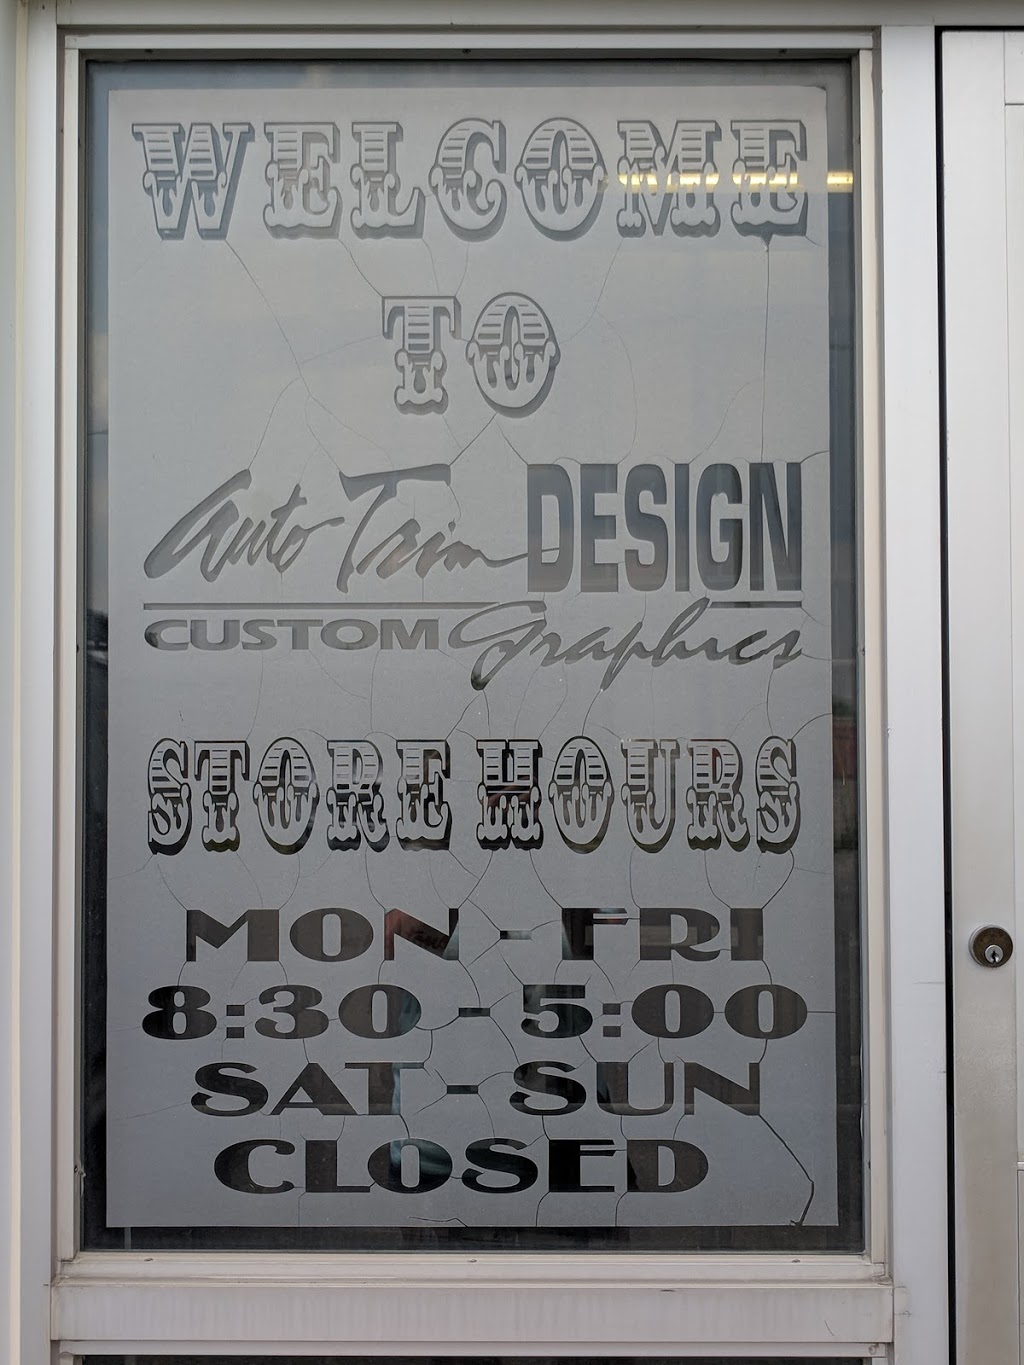 WELCOME
TO
Auto Trim DESIGN
CUSTOM Graphics
STORE HOURS
MON - FRI
8:30 - 5:00
SAT - SUN
CLOSED